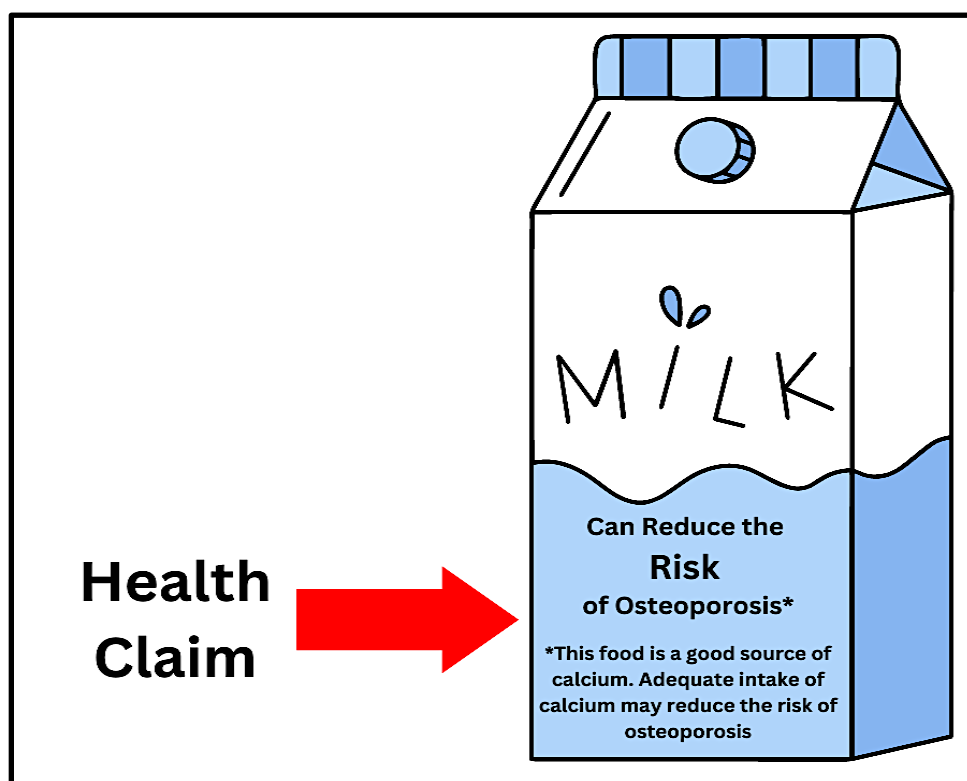 MiLK
Can Reduce the
Risk
of Osteoporosis*
*This food is a good source of
calcium. Adequate intake of
calcium may reduce the risk of
osteoporosis
Health
Claim